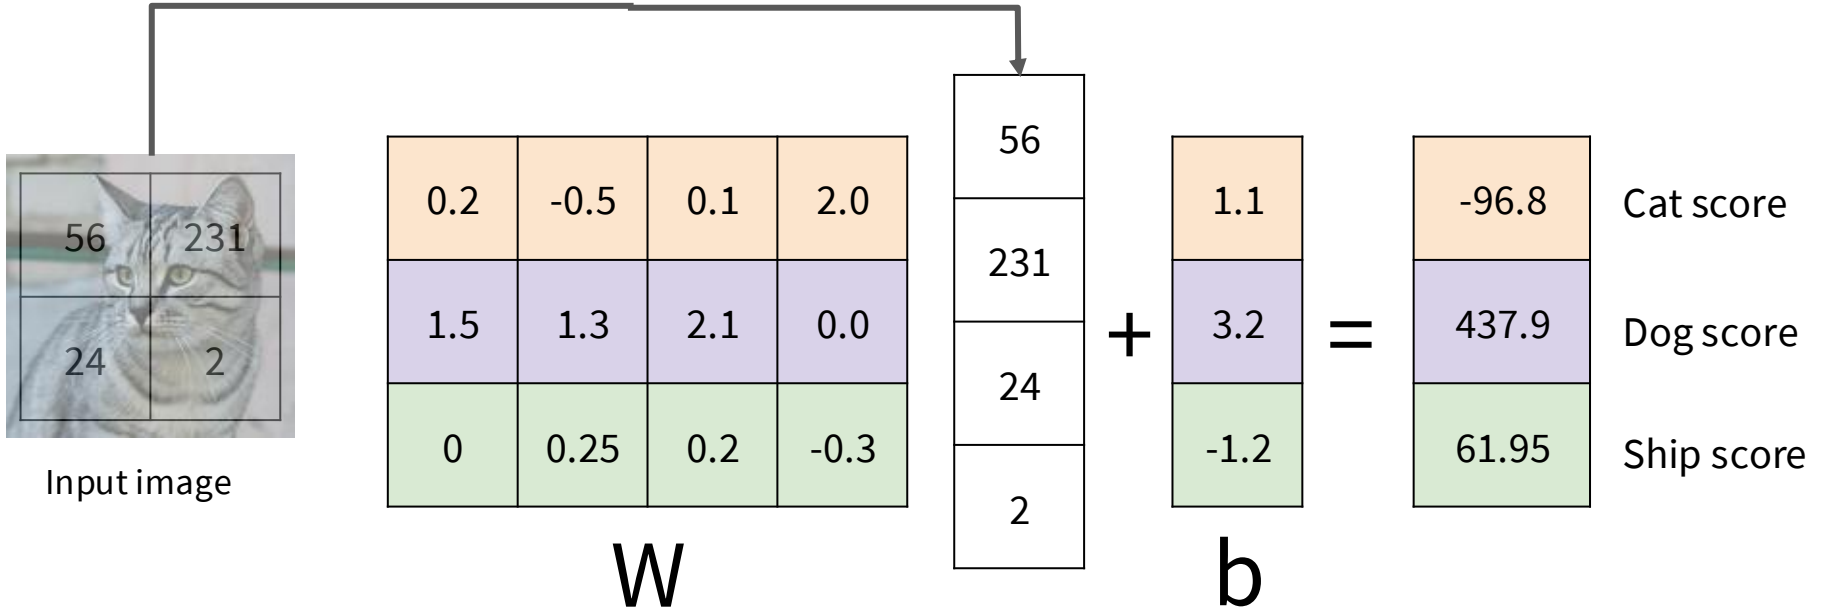 56 231
24 2
Input image
0.2 -0.5 0.1 2.0
1.5 1.3 2.1 0.0
0 0.25 0.2 -0.3
W
56
231
24
2
+
1.1
3.2
-1.2
b
=
-96.8 Cat score
437.9 Dog score
61.95 Ship score